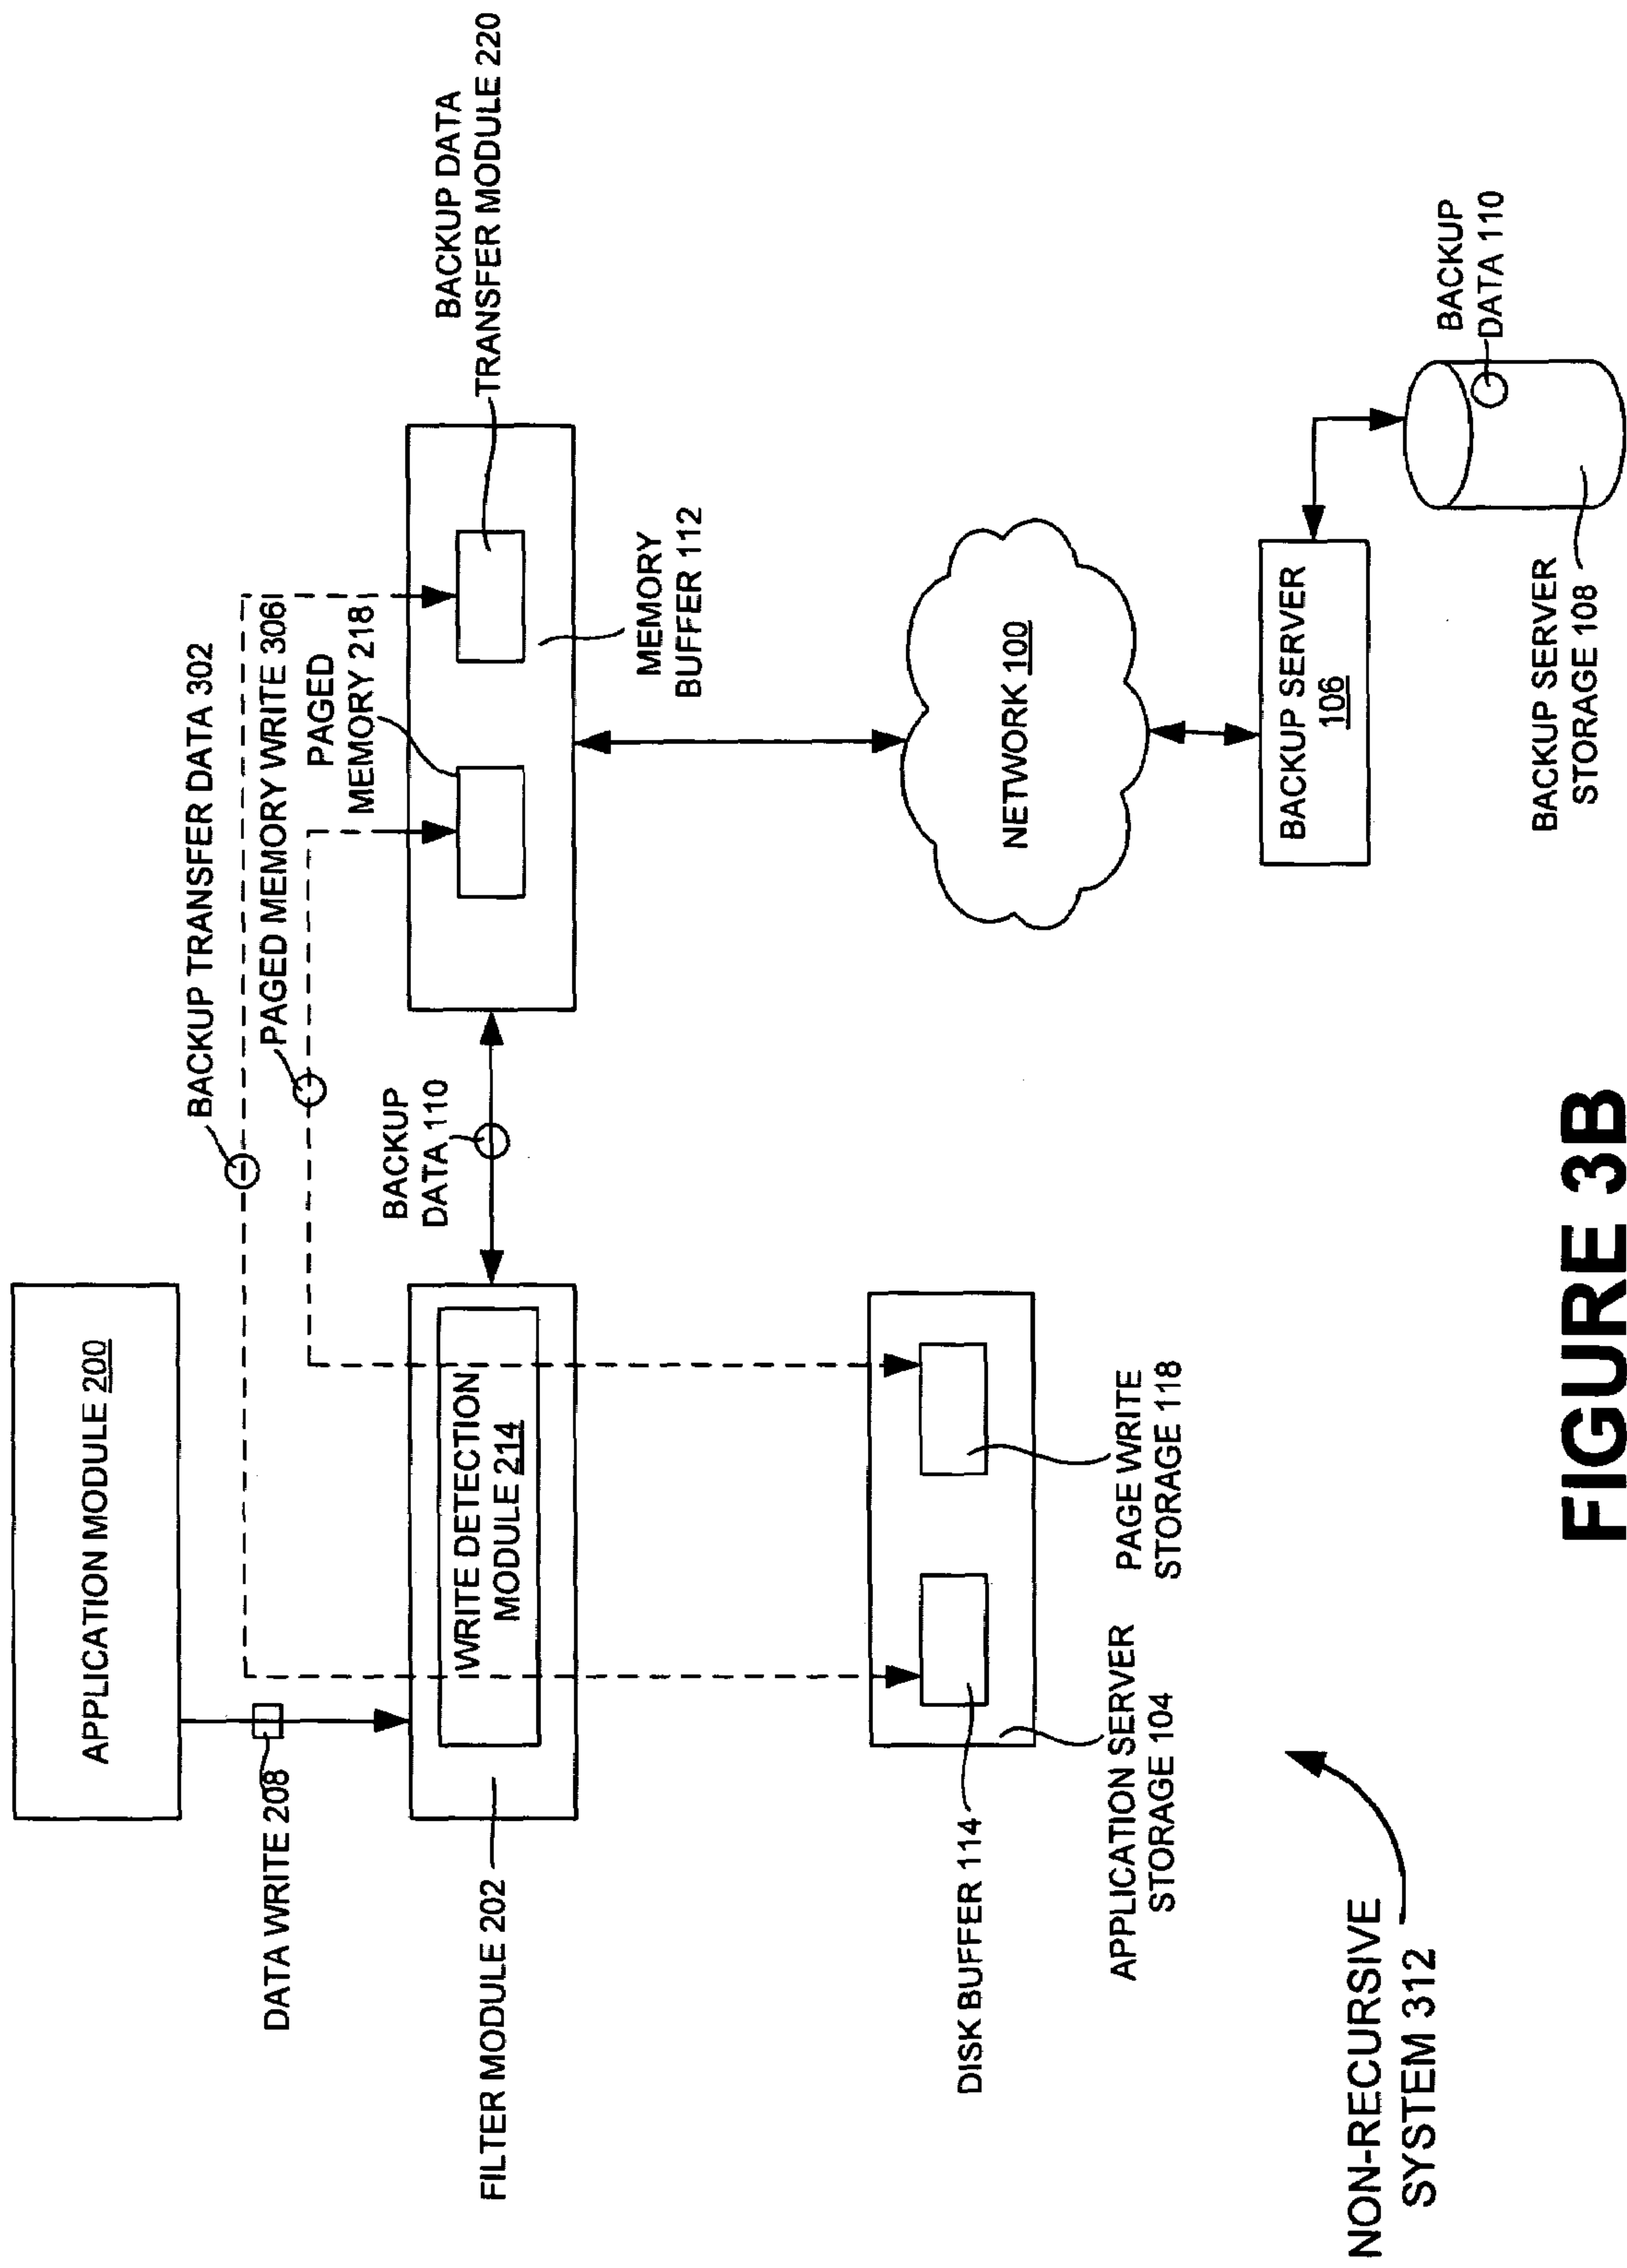 APPLICATION MODULE 200
DATA WRITE 208
BACKUP TRANSFER DATA 302
PAGED MEMORY WRITE 306
PAGED
MEMORY 218
BACKUP DATA
TRANSFER MODULE 220
FILTER MODULE 202
WRITE DETECTION
MODULE 214
BACKUP
DATA 110
MEMORY
BUFFER 112
DISK BUFFER 114
APPLICATION SERVER
STORAGE 104
PAGE WRITE
STORAGE 118
NETWORK 100
BACKUP SERVER
106
BACKUP
DATA 110
BACKUP SERVER
STORAGE 108
NON-RECURSIVE
SYSTEM 312
FIGURE 3B